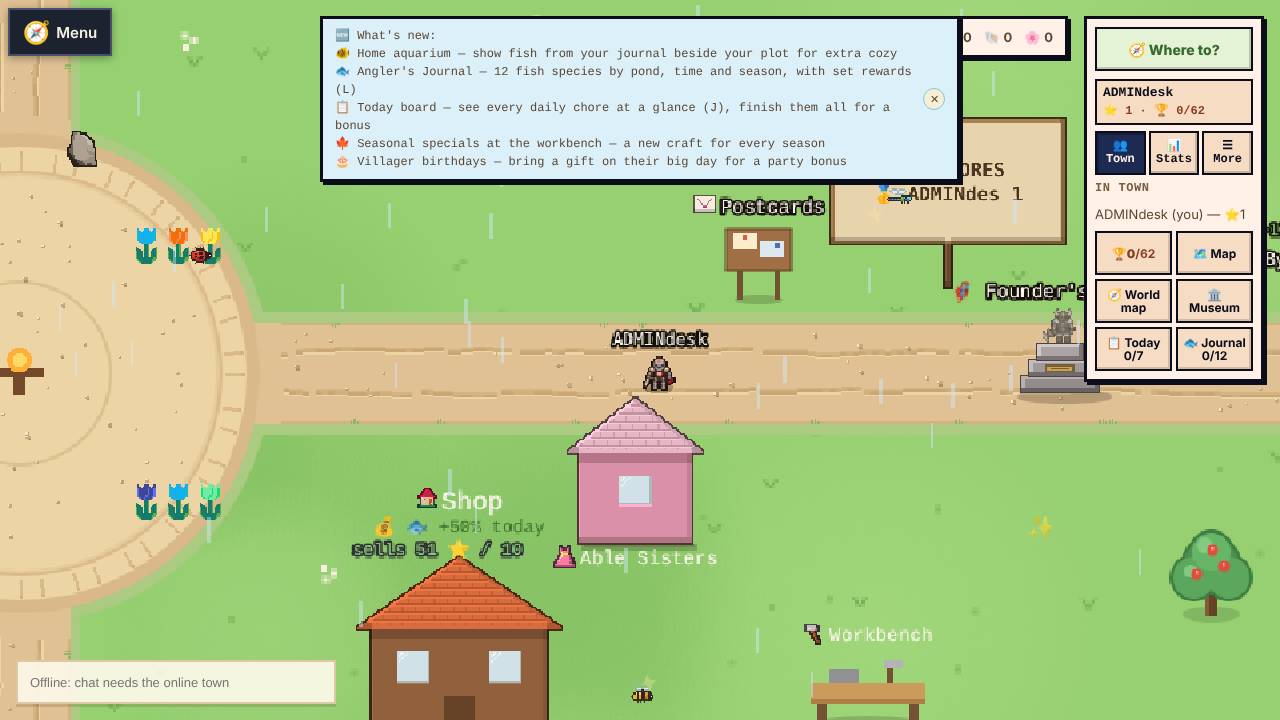 Menu
What's new:
Home aquarium — show fish from your journal beside your plot for extra cozy
Angler's Journal — 12 fish species by pond, time and season, with set rewards
(L)
Today board — see every daily chore at a glance (J), finish them all for a
bonus
Seasonal specials at the workbench — a new craft for every season
Villager birthdays — bring a gift on their big day for a party bonus
×
0 0 0
Where to?
ADMINdesk
1 · 0/62
Town
Stats
More
IN TOWN
ADMINdesk (you) — 1
0/62
Map
World
map
Museum
Today
0/7
Journal
0/12
ORES
ADMINdes 1
Postcards
Founder's
ADMINdesk
Shop
+50% today
sells 51 / 10
Able Sisters
Workbench
Offline: chat needs the online town